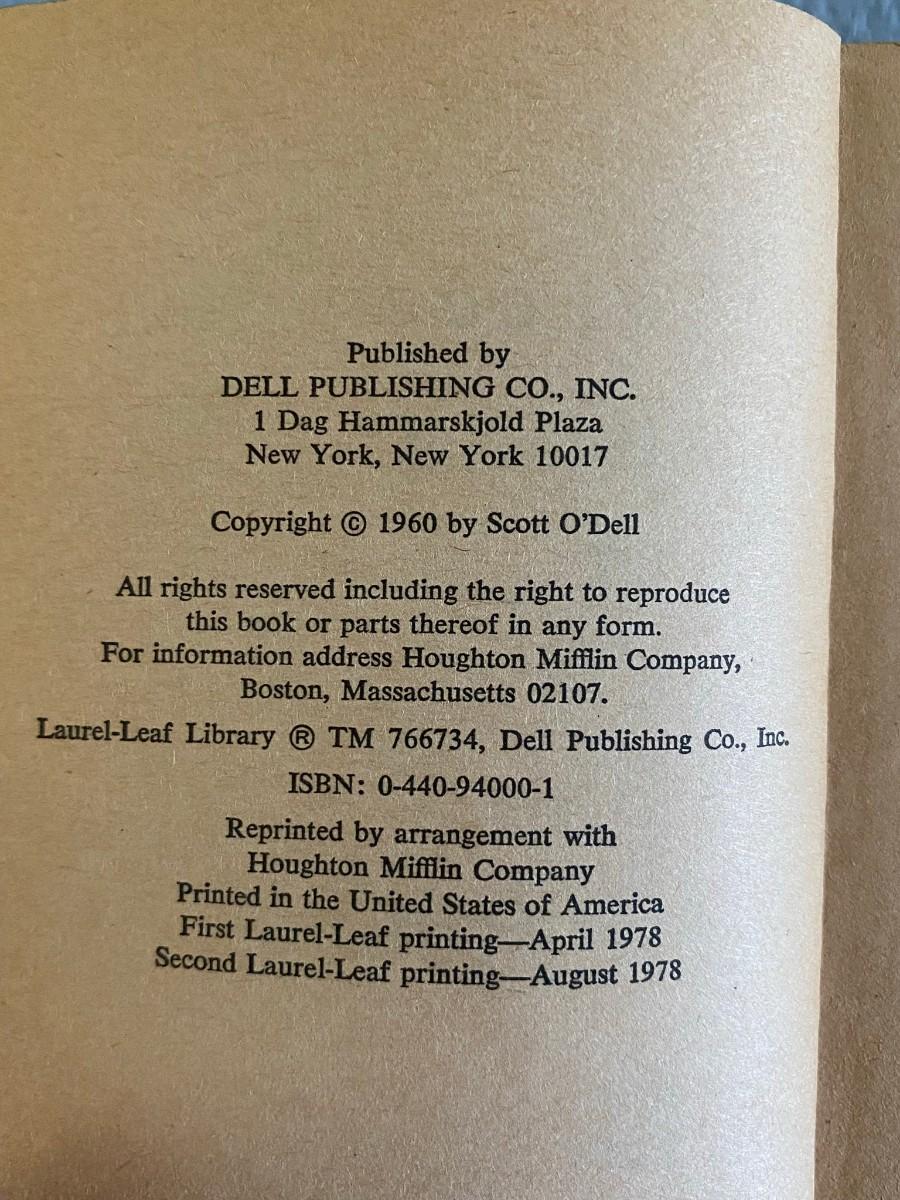 Published by
DELL PUBLISHING CO., INC.
1 Dag Hammarskjold Plaza
New York, New York 10017
Copyright © 1960 by Scott O'Dell
All rights reserved including the right to reproduce
this book or parts thereof in any form.
For information address Houghton Mifflin Company,
Boston, Massachusetts 02107.
Laurel-Leaf Library ® TM 766734, Dell Publishing Co., Inc.
ISBN: 0-440-94000-1
Reprinted by arrangement with
Houghton Mifflin Company
Printed in the United States of America
First Laurel-Leaf printing—April 1978
Second Laurel-Leaf printing—August 1978